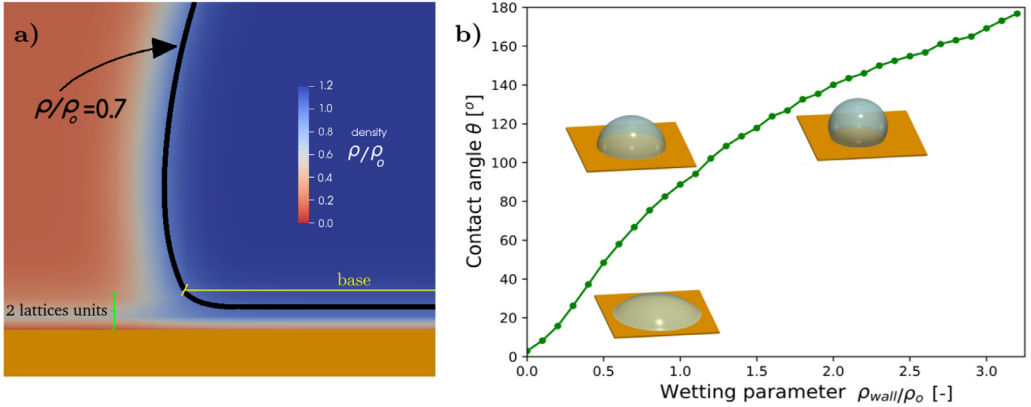 a)
ρ/ρo=0.7
1.2
1.0
0.8
0.6
0.4
0.2
0.0
density
ρ/ρo
base
2 lattices units
b)
Contact angle θ [o]
180
160
140
120
100
80
60
40
20
0
0.0 0.5 1.0 1.5 2.0 2.5 3.0
Wetting parameter ρwall/ρo [-]